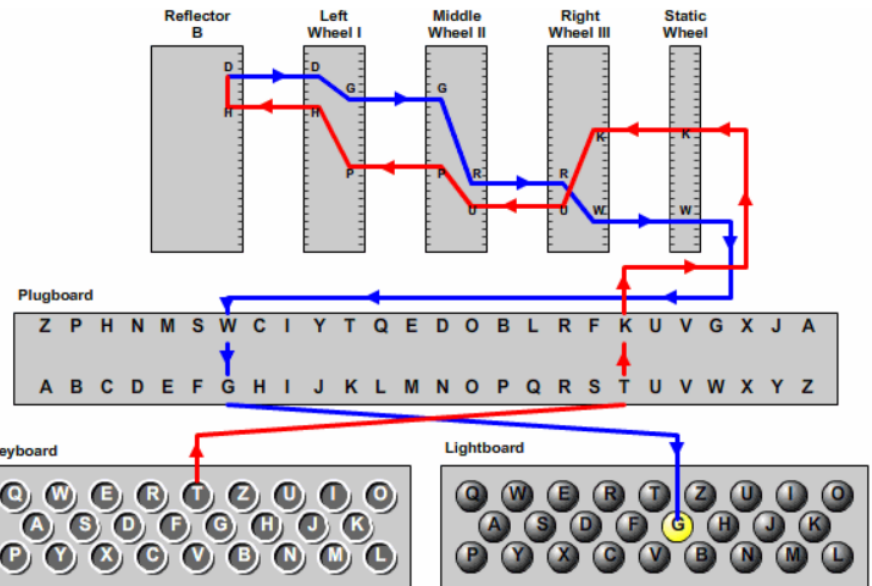 Reflector B
Left Wheel I
Middle Wheel II
Right Wheel III
Static Wheel
D D G G R R W W
H H P P U U K K
Plugboard
Z P H N M S W C I Y T Q E D O B L R F K U V G X J A
A B C D E F G H I J K L M N O P Q R S T U V W X Y Z
eyboard
Q W E R T Z U I O
A S D F G H J K
P Y X C V B N M L
Lightboard
Q W E R T Z U I O
A S D F G H J K
P Y X C V B N M L